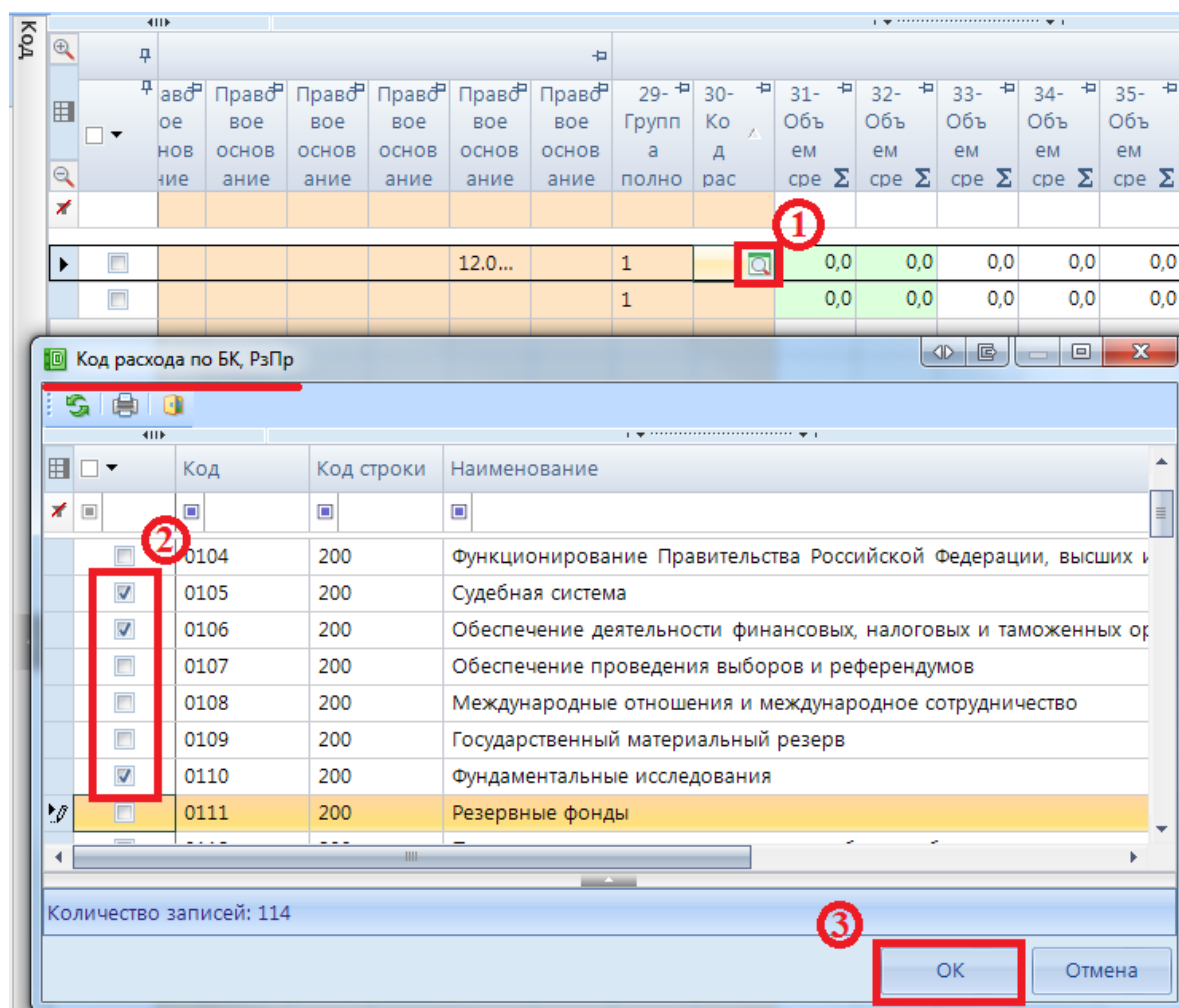 Код
аво Право Право Право Право Право 29- 30- 31- 32- 33- 34- 35-
ое вое вое вое вое вое Групп Ко Объ Объ Объ Объ Объ
нов основ основ основ основ основ а д ем ем ем ем ем
ние ание ание ание ание ание полно рас сре Σ сре Σ сре Σ сре Σ сре Σ
1
12.0... 1 0,0 0,0 0,0 0,0 0,0
1 0,0 0,0 0,0 0,0 0,0
Код расхода по БК, РзПр
Код Код строки Наименование
2
0104 200 Функционирование Правительства Российской Федерации, высших и
0105 200 Судебная система
0106 200 Обеспечение деятельности финансовых, налоговых и таможенных ор
0107 200 Обеспечение проведения выборов и референдумов
0108 200 Международные отношения и международное сотрудничество
0109 200 Государственный материальный резерв
0110 200 Фундаментальные исследования
0111 200 Резервные фонды
Количество записей: 114
3
ОК Отмена